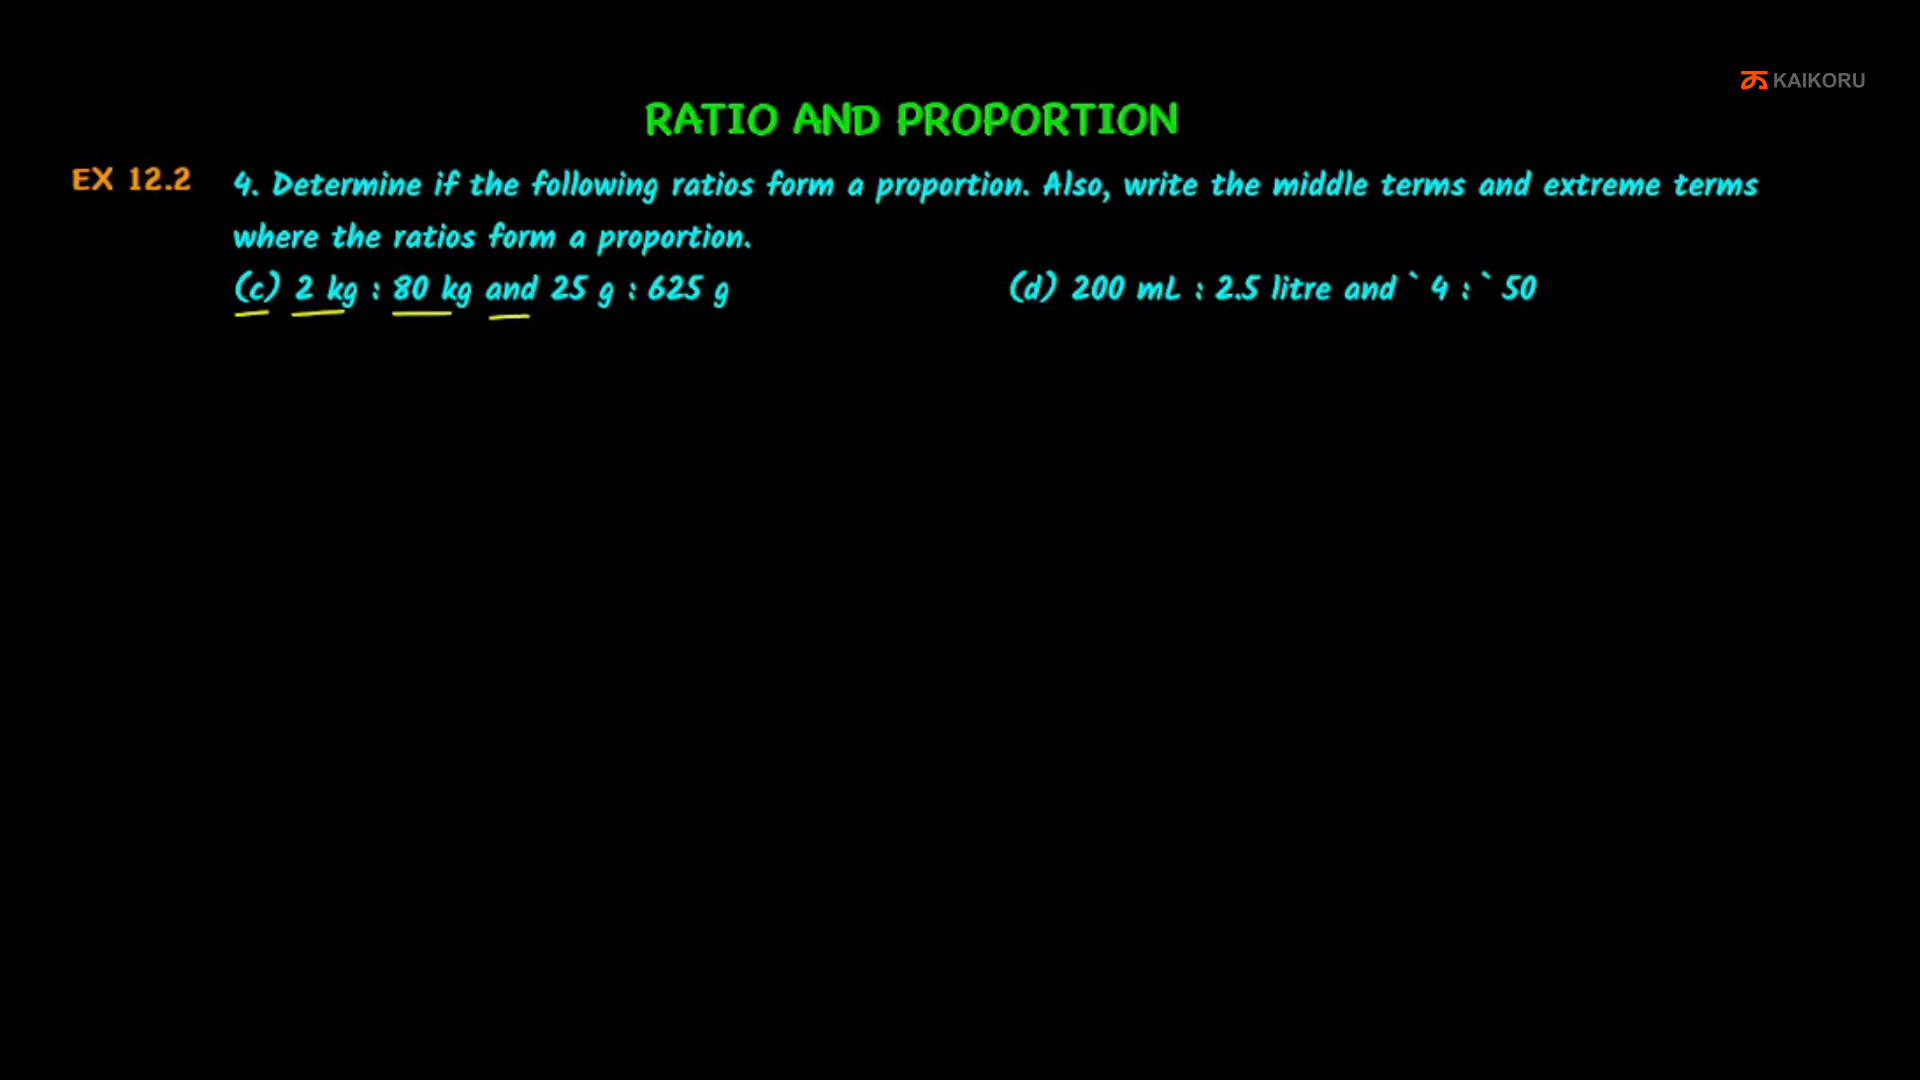 KAIKORU
RATIO AND PROPORTION
EX 12.2 4. Determine if the following ratios form a proportion. Also, write the middle terms and extreme terms
where the ratios form a proportion.
(c) 2 kg : 80 kg and 25 g : 625 g (d) 200 mL : 2.5 litre and ` 4 : ` 50